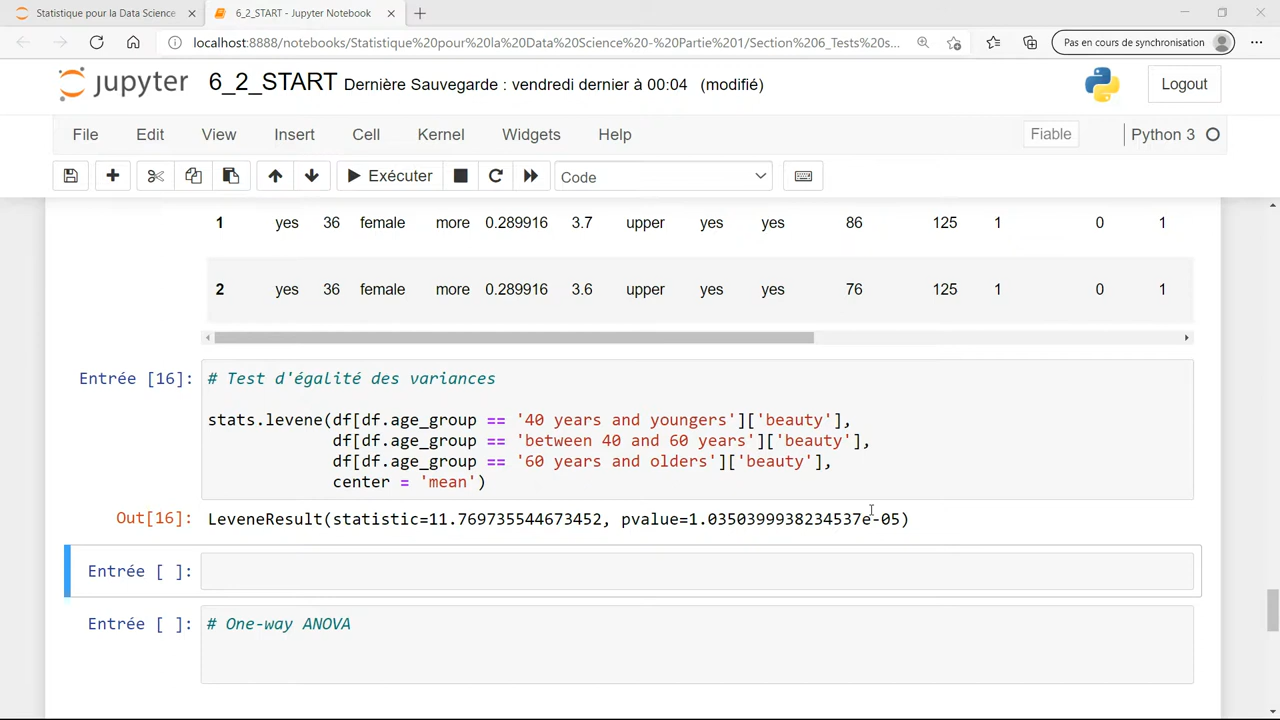 Statistique pour la Data Science
6_2_START - Jupyter Notebook
localhost:8888/notebooks/Statistique%20pour%20la%20Data%20Science%20-%20Partie%201/Section%206_Tests%20s...
Pas en cours de synchronisation
jupyter
6_2_START Dernière Sauvegarde : vendredi dernier à 00:04 (modifié)
Logout
File Edit View Insert Cell Kernel Widgets Help
Fiable
Python 3
Exécuter
Code
1 yes 36 female more 0.289916 3.7 upper yes yes 86 125 1 0 1
2 yes 36 female more 0.289916 3.6 upper yes yes 76 125 1 0 1
Entrée [16]: # Test d'égalité des variances
stats.levene(df[df.age_group == '40 years and youngers']['beauty'],
df[df.age_group == 'between 40 and 60 years']['beauty'],
df[df.age_group == '60 years and olders']['beauty'],
center = 'mean')
Out[16]: LeveneResult(statistic=11.769735544673452, pvalue=1.0350399938234537e-05)
Entrée [ ]:
Entrée [ ]: # One-way ANOVA